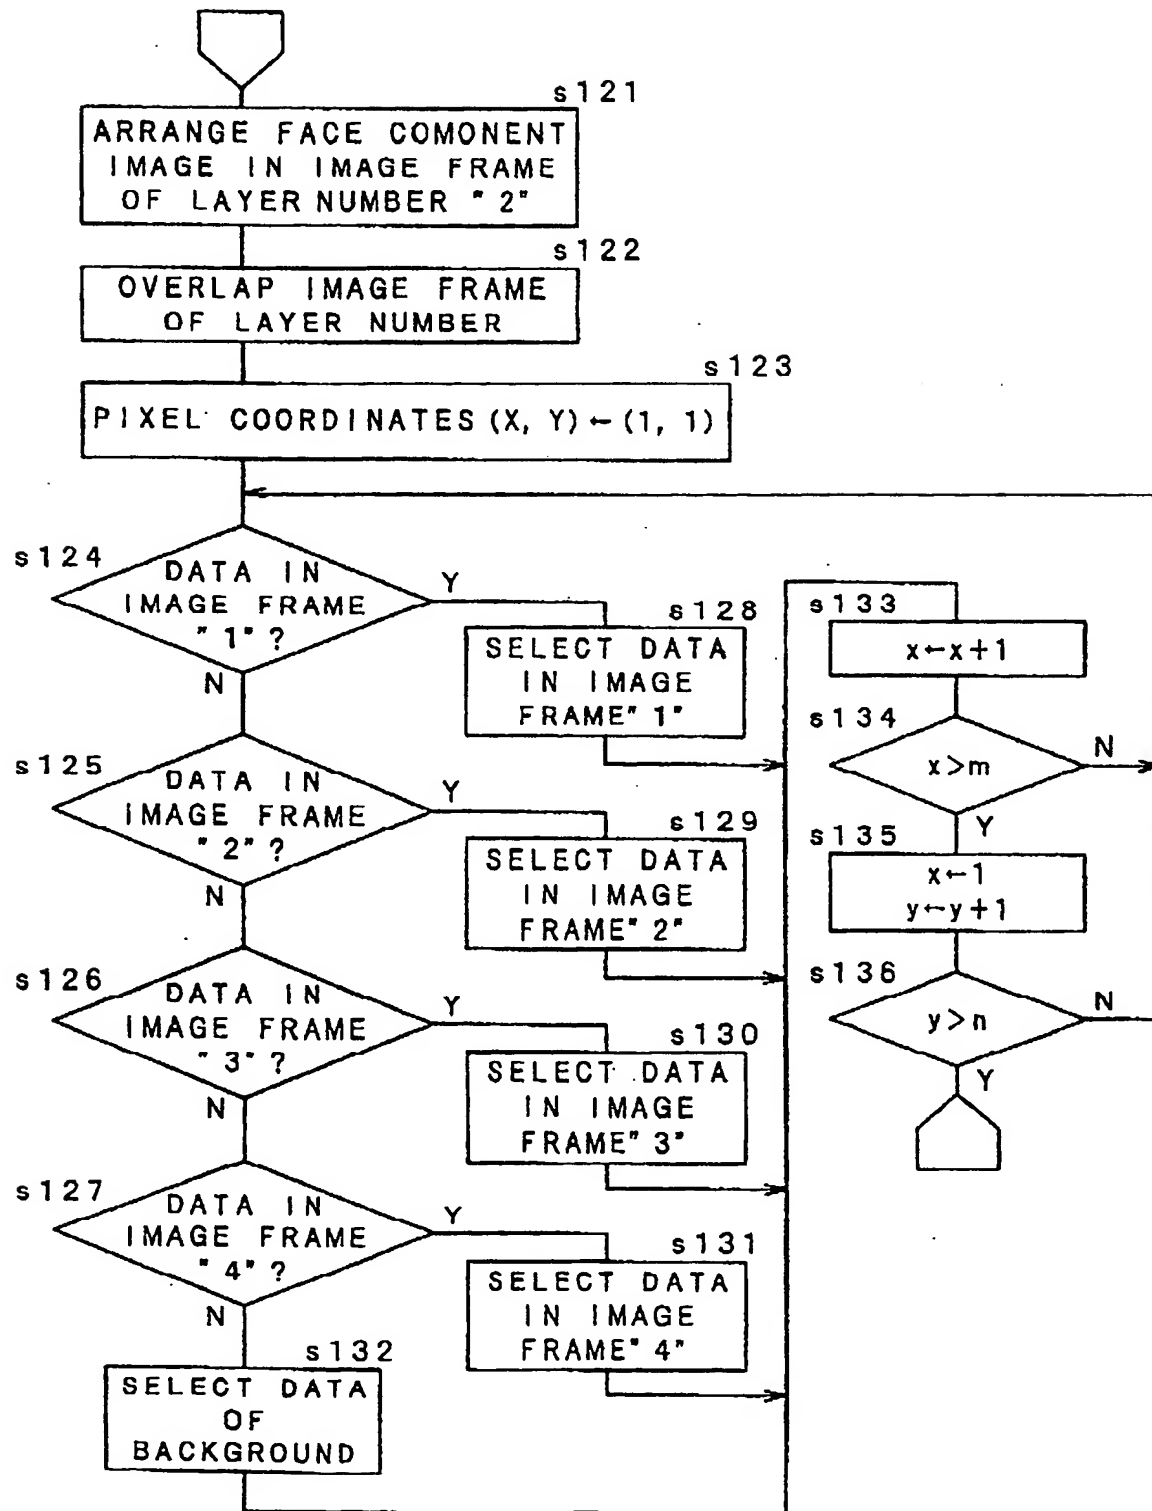 s121
ARRANGE FACE COMONENT
IMAGE IN IMAGE FRAME
OF LAYER NUMBER "2"
s122
OVERLAP IMAGE FRAME
OF LAYER NUMBER
s123
PIXEL COORDINATES (X, Y) ← (1, 1)
s124
DATA IN
IMAGE FRAME
"1"?
Y
N
s128
SELECT DATA
IN IMAGE
FRAME"1"
s125
DATA IN
IMAGE FRAME
"2"?
Y
N
s129
SELECT DATA
IN IMAGE
FRAME"2"
s126
DATA IN
IMAGE FRAME
"3"?
Y
N
s130
SELECT DATA
IN IMAGE
FRAME"3"
s127
DATA IN
IMAGE FRAME
"4"?
Y
N
s131
SELECT DATA
IN IMAGE
FRAME"4"
s132
SELECT DATA
OF
BACKGROUND
s133
x←x+1
s134
x>m
N
Y
s135
x←1
y←y+1
s136
y>n
N
Y